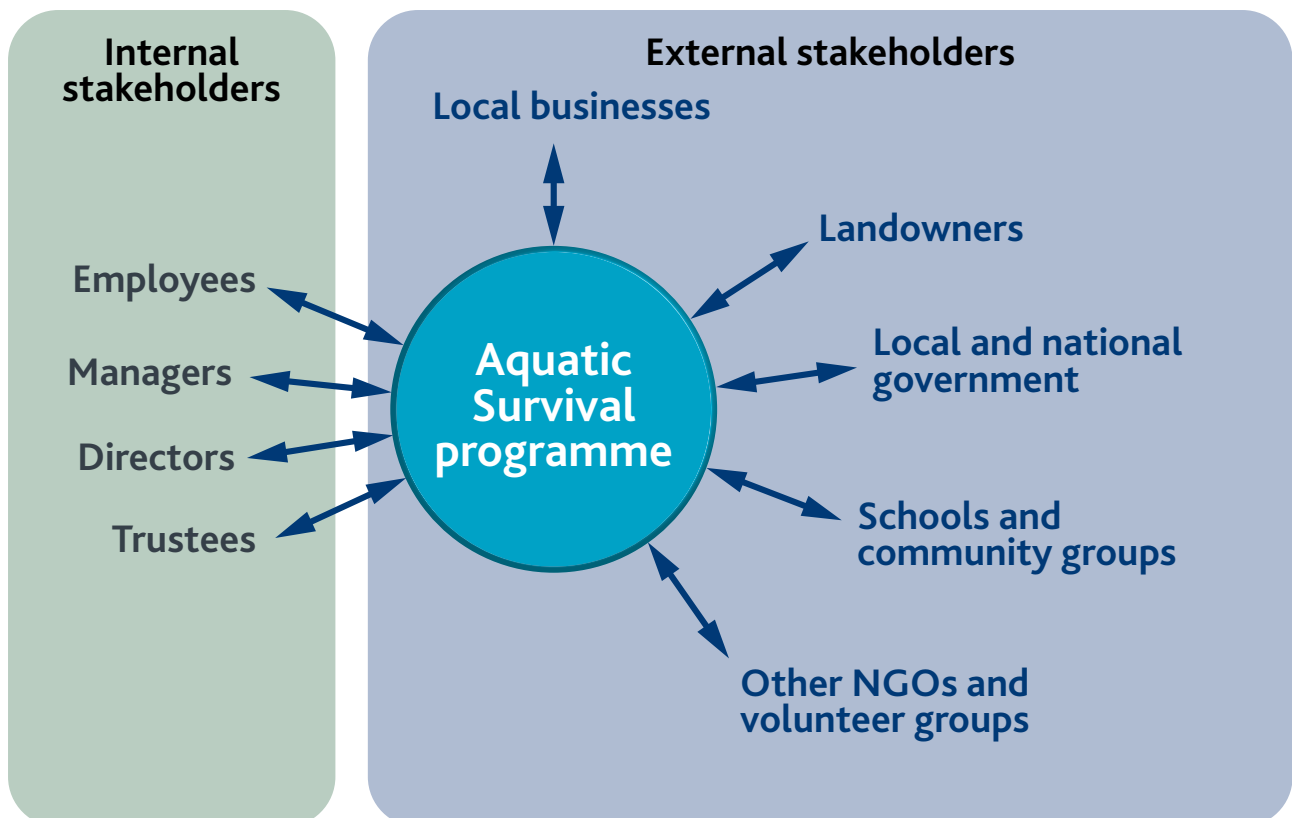 Internal
stakeholders
Employees
Managers
Directors
Trustees
External stakeholders
Local businesses
Landowners
Local and national
government
Schools and
community groups
Other NGOs and
volunteer groups
Aquatic
Survival
programme